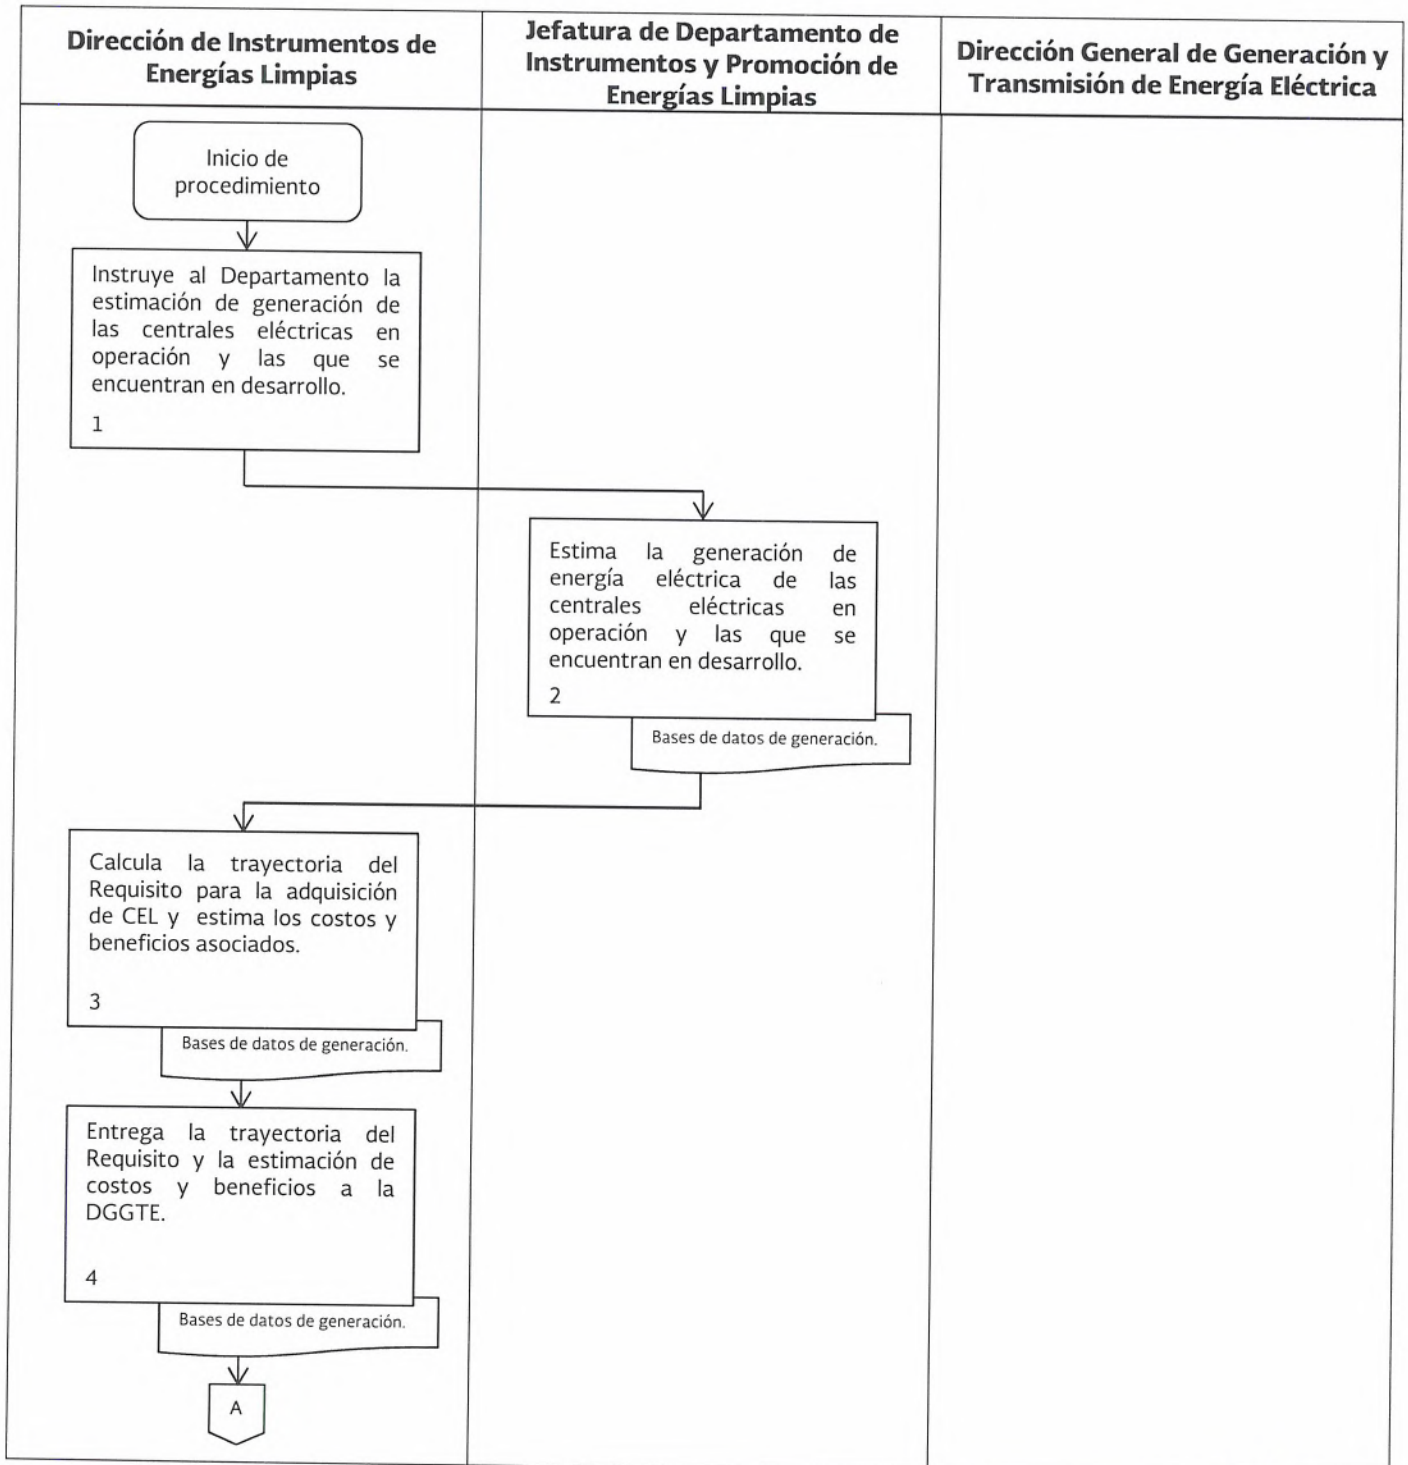 Dirección de Instrumentos de
Energías Limpias
Jefatura de Departamento de
Instrumentos y Promoción de
Energías Limpias
Dirección General de Generación y
Transmisión de Energía Eléctrica
Inicio de
procedimiento
Instruye al Departamento la
estimación de generación de
las centrales eléctricas en
operación y las que se
encuentran en desarrollo.
1
Estima la generación de
energía eléctrica de las
centrales eléctricas en
operación y las que se
encuentran en desarrollo.
2
Bases de datos de generación.
Calcula la trayectoria del
Requisito para la adquisición
de CEL y estima los costos y
beneficios asociados.
3
Bases de datos de generación.
Entrega la trayectoria del
Requisito y la estimación de
costos y beneficios a la
DGGTE.
4
Bases de datos de generación.
A